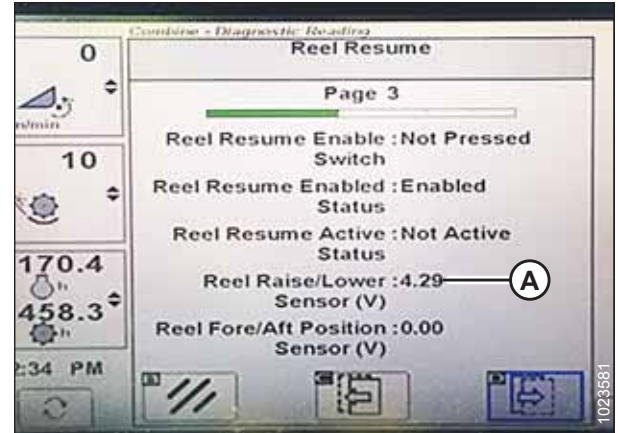 Combine - Diagnostic Reading
Reel Resume
Page 3
Reel Resume Enable :Not Pressed
Switch
Reel Resume Enabled :Enabled
Status
Reel Resume Active :Not Active
Status
Reel Raise/Lower :4.29
Sensor (V)
Reel Fore/Aft Position :0.00
Sensor (V)
A
0
10
170.4
h
458.3
h
:34 PM
1023581